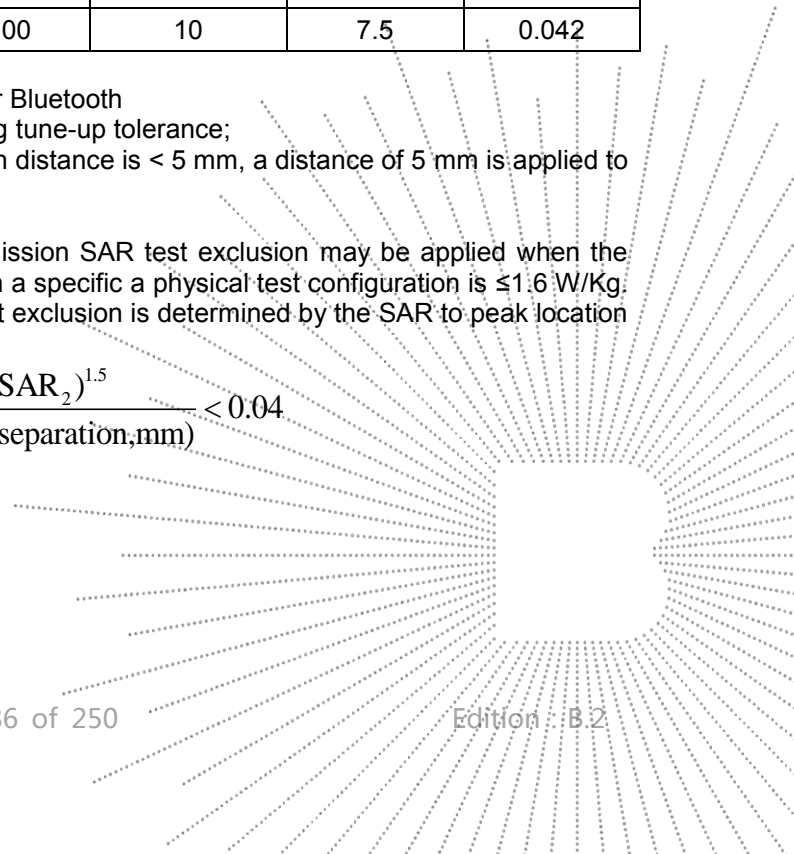 00 10 7.5 0.042
r Bluetooth
g tune-up tolerance;
n distance is < 5 mm, a distance of 5 mm is applied to
ission SAR test exclusion may be applied when the
n a specific a physical test configuration is ≤1.6 W/Kg.
t exclusion is determined by the SAR to peak location
SAR₂)^1.5
separation,mm) < 0.04
36 of 250 Edition : B.2